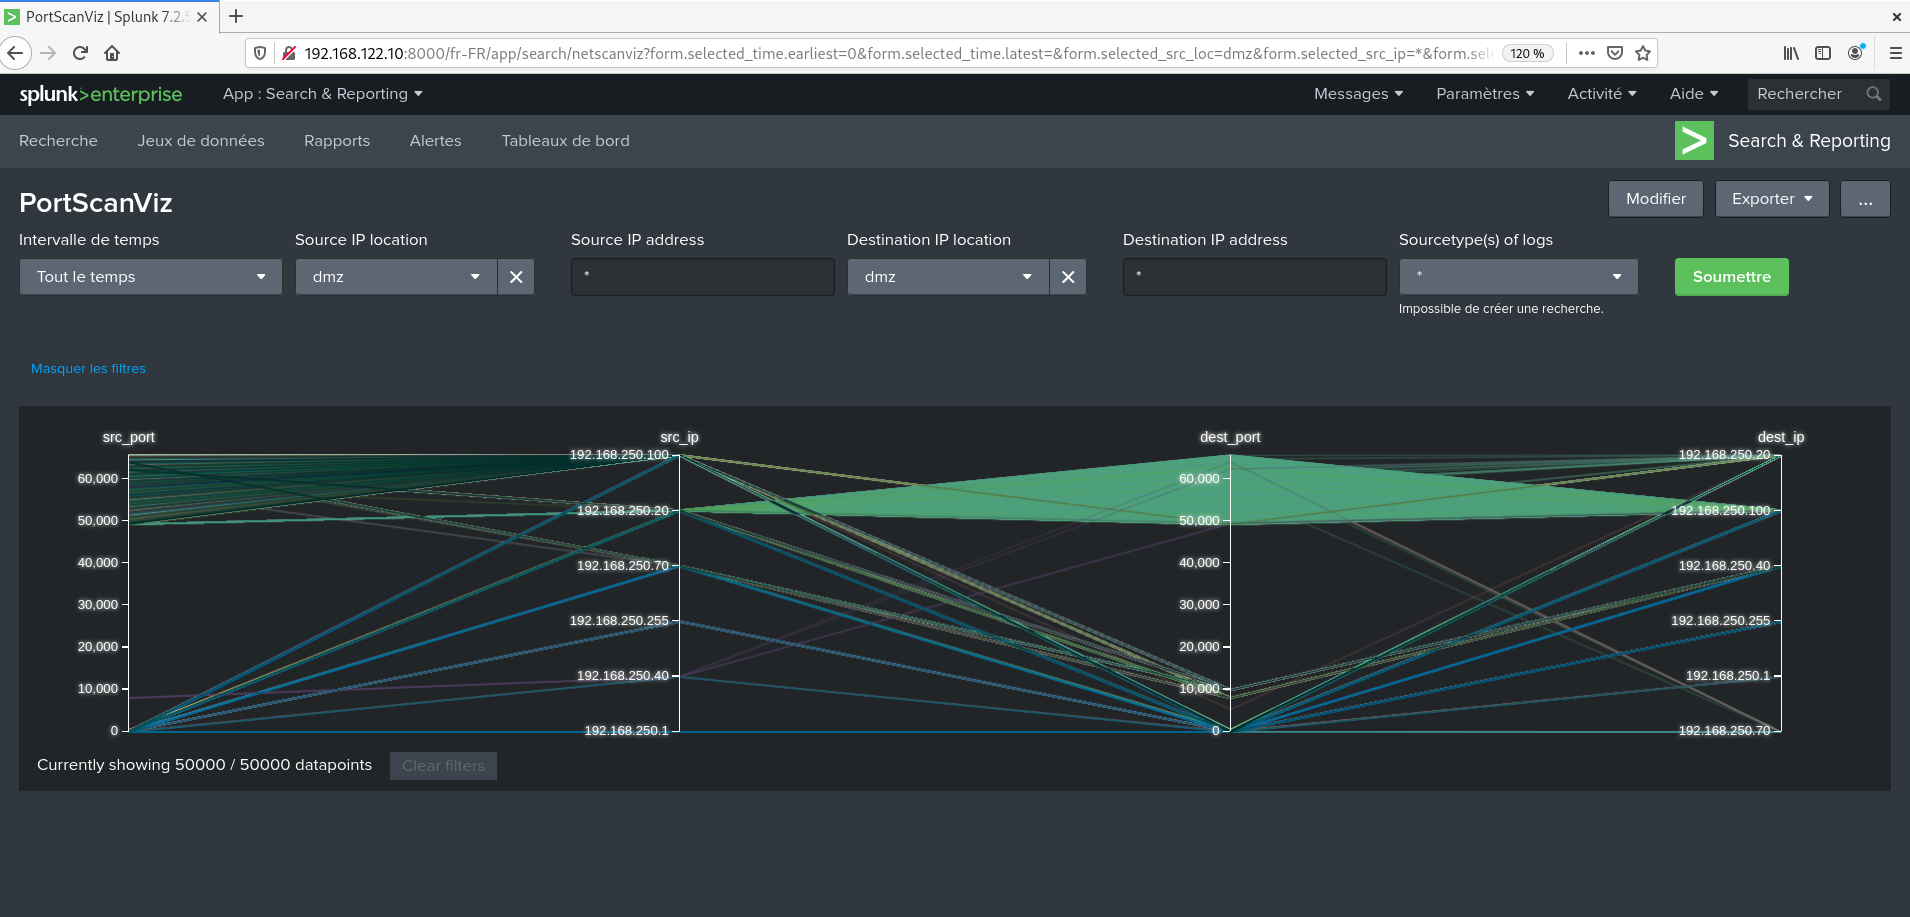 PortScanViz | Splunk 7.2.5
192.168.122.10:8000/fr-FR/app/search/netscanviz?form.selected_time.earliest=0&form.selected_time.latest=&form.selected_src_loc=dmz&form.selected_src_ip=*&form.sel
120 %
splunk>enterprise
App : Search & Reporting
Messages
Paramètres
Activité
Aide
Rechercher
Recherche
Jeux de données
Rapports
Alertes
Tableaux de bord
Search & Reporting
PortScanViz
Modifier
Exporter
...
Intervalle de temps
Source IP location
Source IP address
Destination IP location
Destination IP address
Sourcetype(s) of logs
Tout le temps
dmz
*
dmz
*
*
Soumettre
Impossible de créer une recherche.
Masquer les filtres
src_port
src_ip
dest_port
dest_ip
60,000
50,000
40,000
30,000
20,000
10,000
0
192.168.250.100
192.168.250.20
192.168.250.70
192.168.250.255
192.168.250.40
192.168.250.1
60,000
50,000
40,000
30,000
20,000
10,000
0
192.168.250.20
192.168.250.100
192.168.250.40
192.168.250.255
192.168.250.1
192.168.250.70
Currently showing 50000 / 50000 datapoints
Clear filters